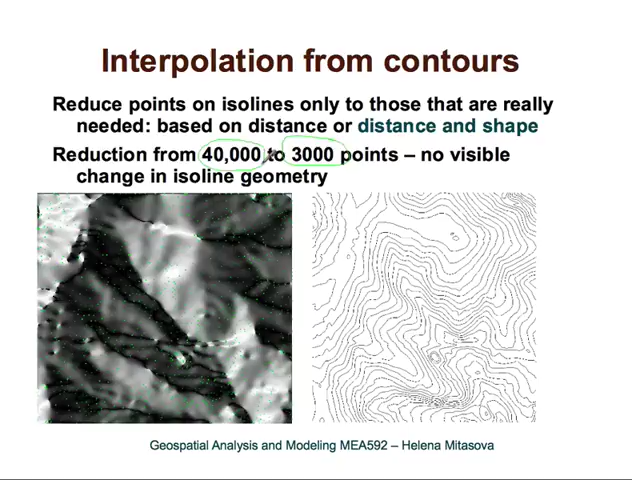 Interpolation from contours
Reduce points on isolines only to those that are really
needed: based on distance or distance and shape
Reduction from 40,000 to 3000 points – no visible
change in isoline geometry
Geospatial Analysis and Modeling MEA592 – Helena Mitasova